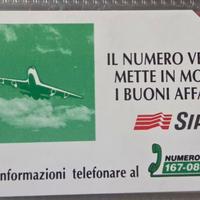 IL NUMERO VE
METTE IN MO
I BUONI AFFA
SIP
informazioni telefonare al
NUMERO
167-08